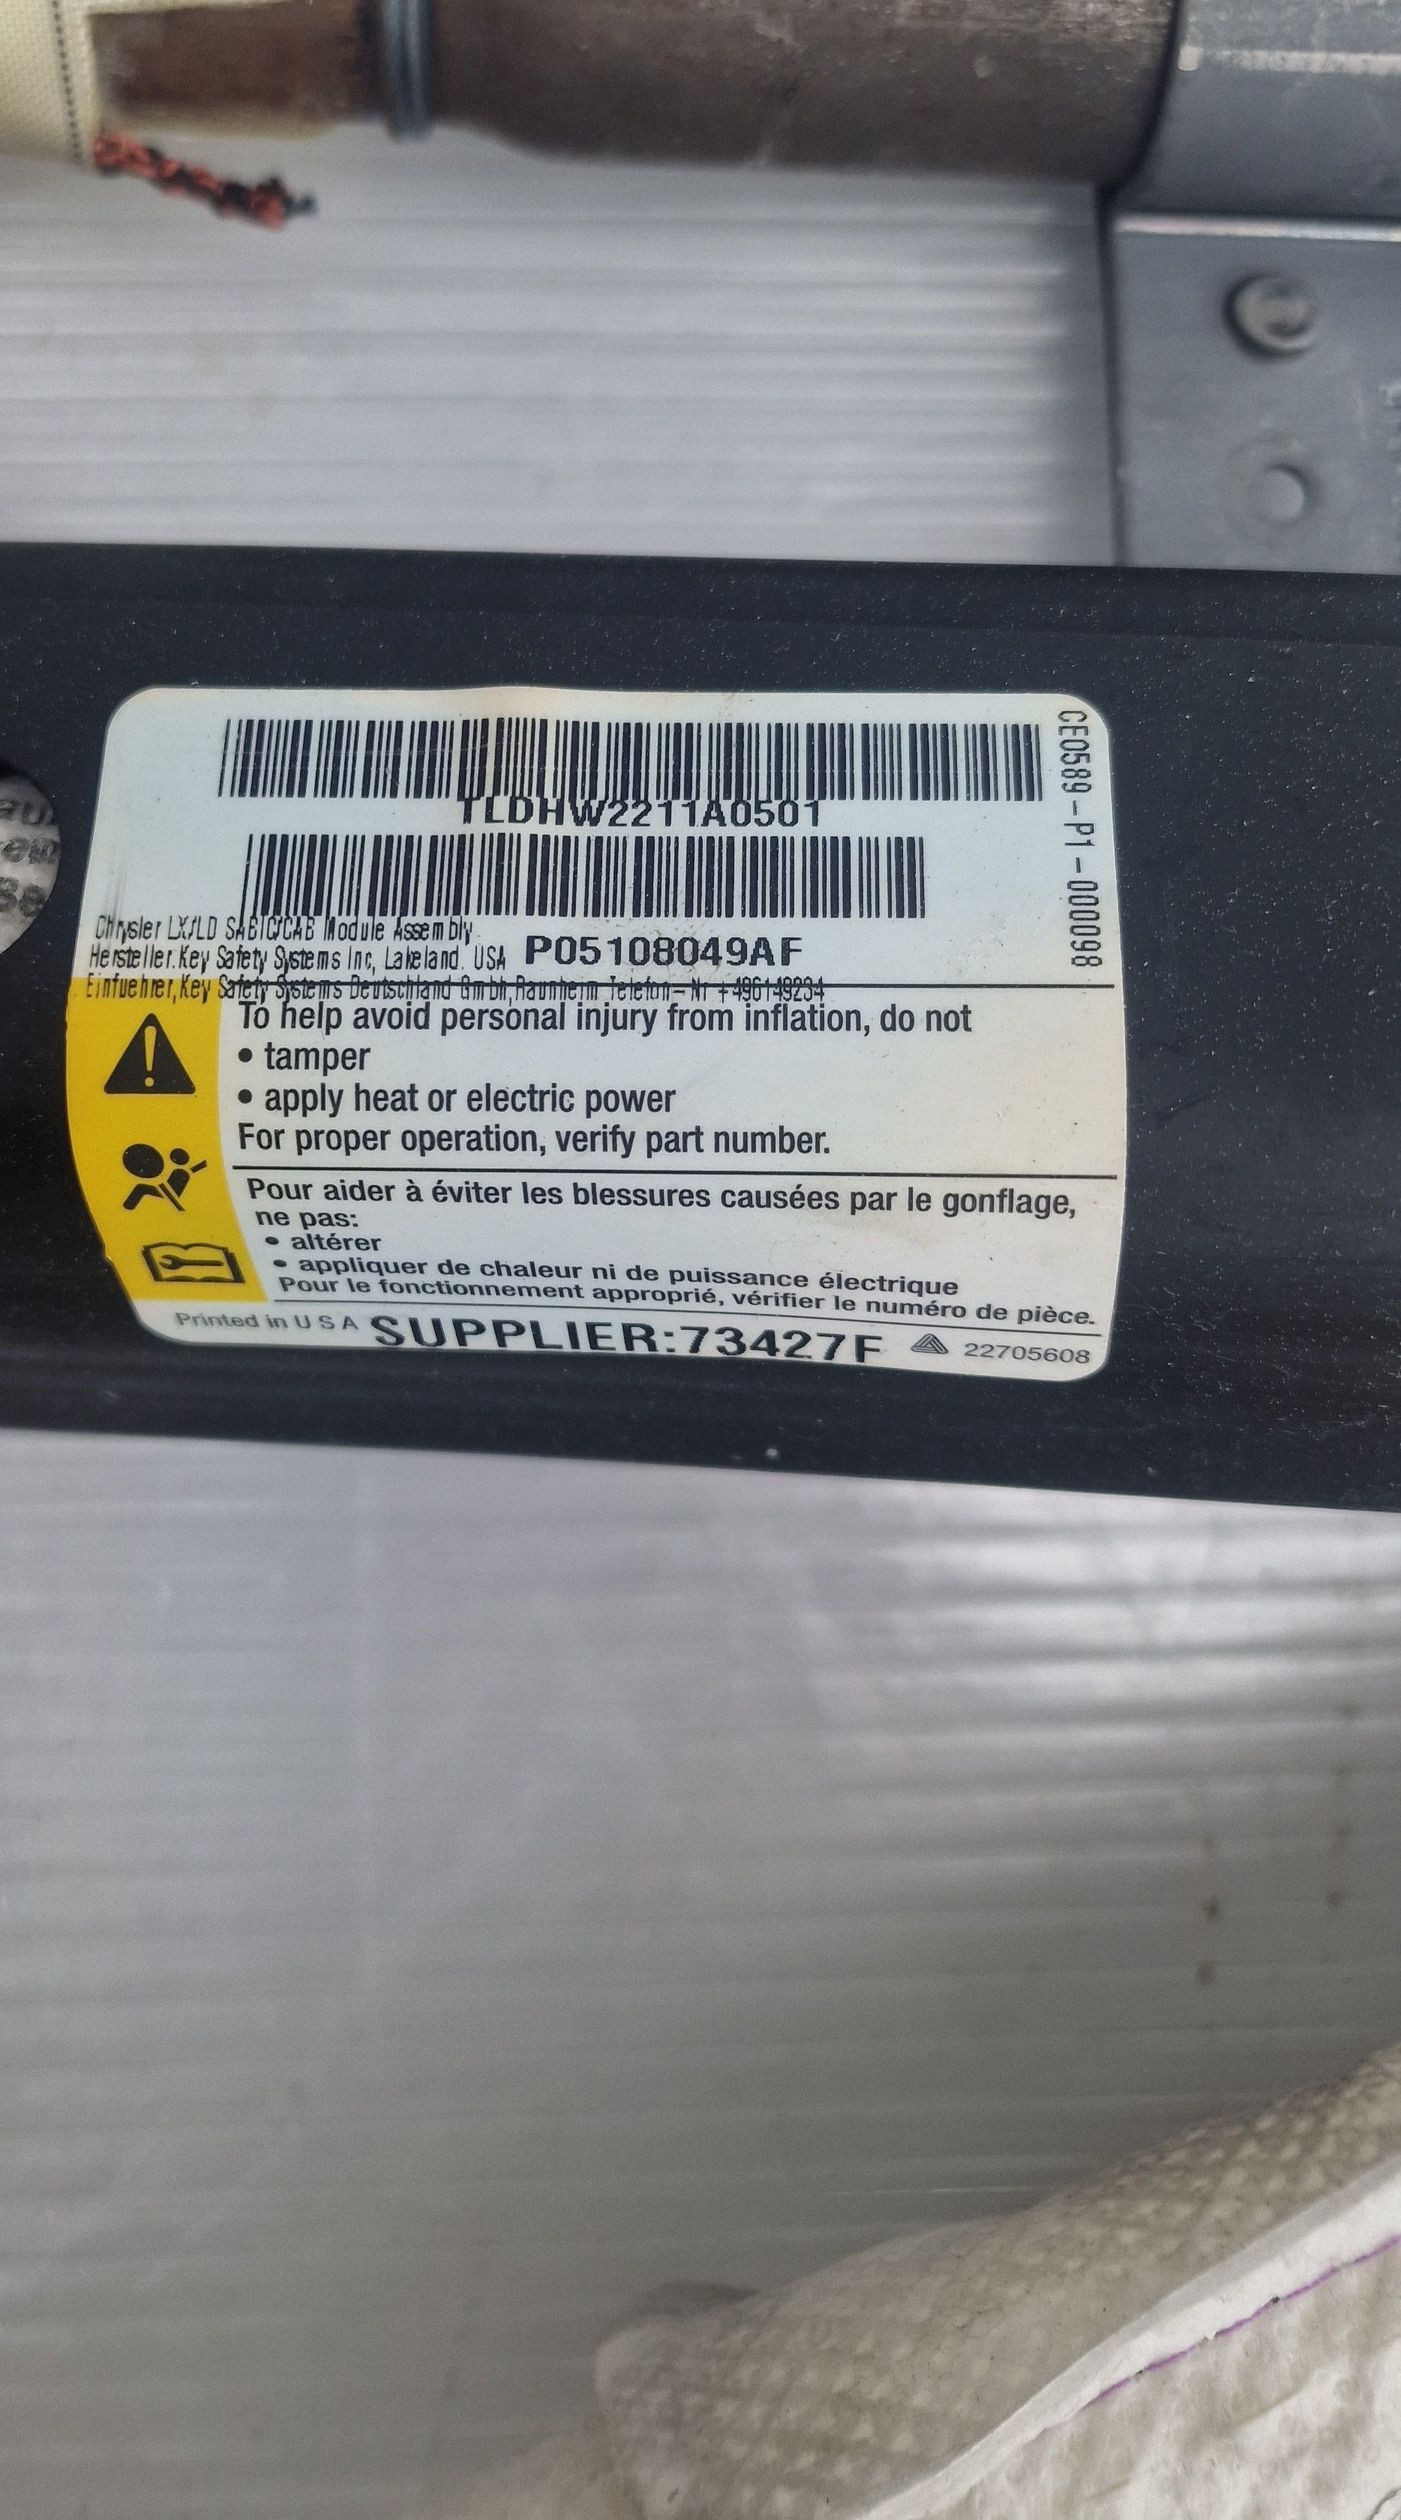 TLDHW2211A0501
CE0589-P1-000098
Chrysler LX/LD SABIC/CAB Module Assembly
Hersteller.Key Safety Systems Inc, Lakeland. USA P05108049AF
Einfuehrer,Key Safety Systems Deutschland Gmbh,Raunheim Telefon-Nr +496149234
To help avoid personal injury from inflation, do not
• tamper
• apply heat or electric power
For proper operation, verify part number.
Pour aider à éviter les blessures causées par le gonflage,
ne pas:
• altérer
• appliquer de chaleur ni de puissance électrique
Pour le fonctionnement approprié, vérifier le numéro de pièce.
Printed in U S A SUPPLIER:73427F 22705608